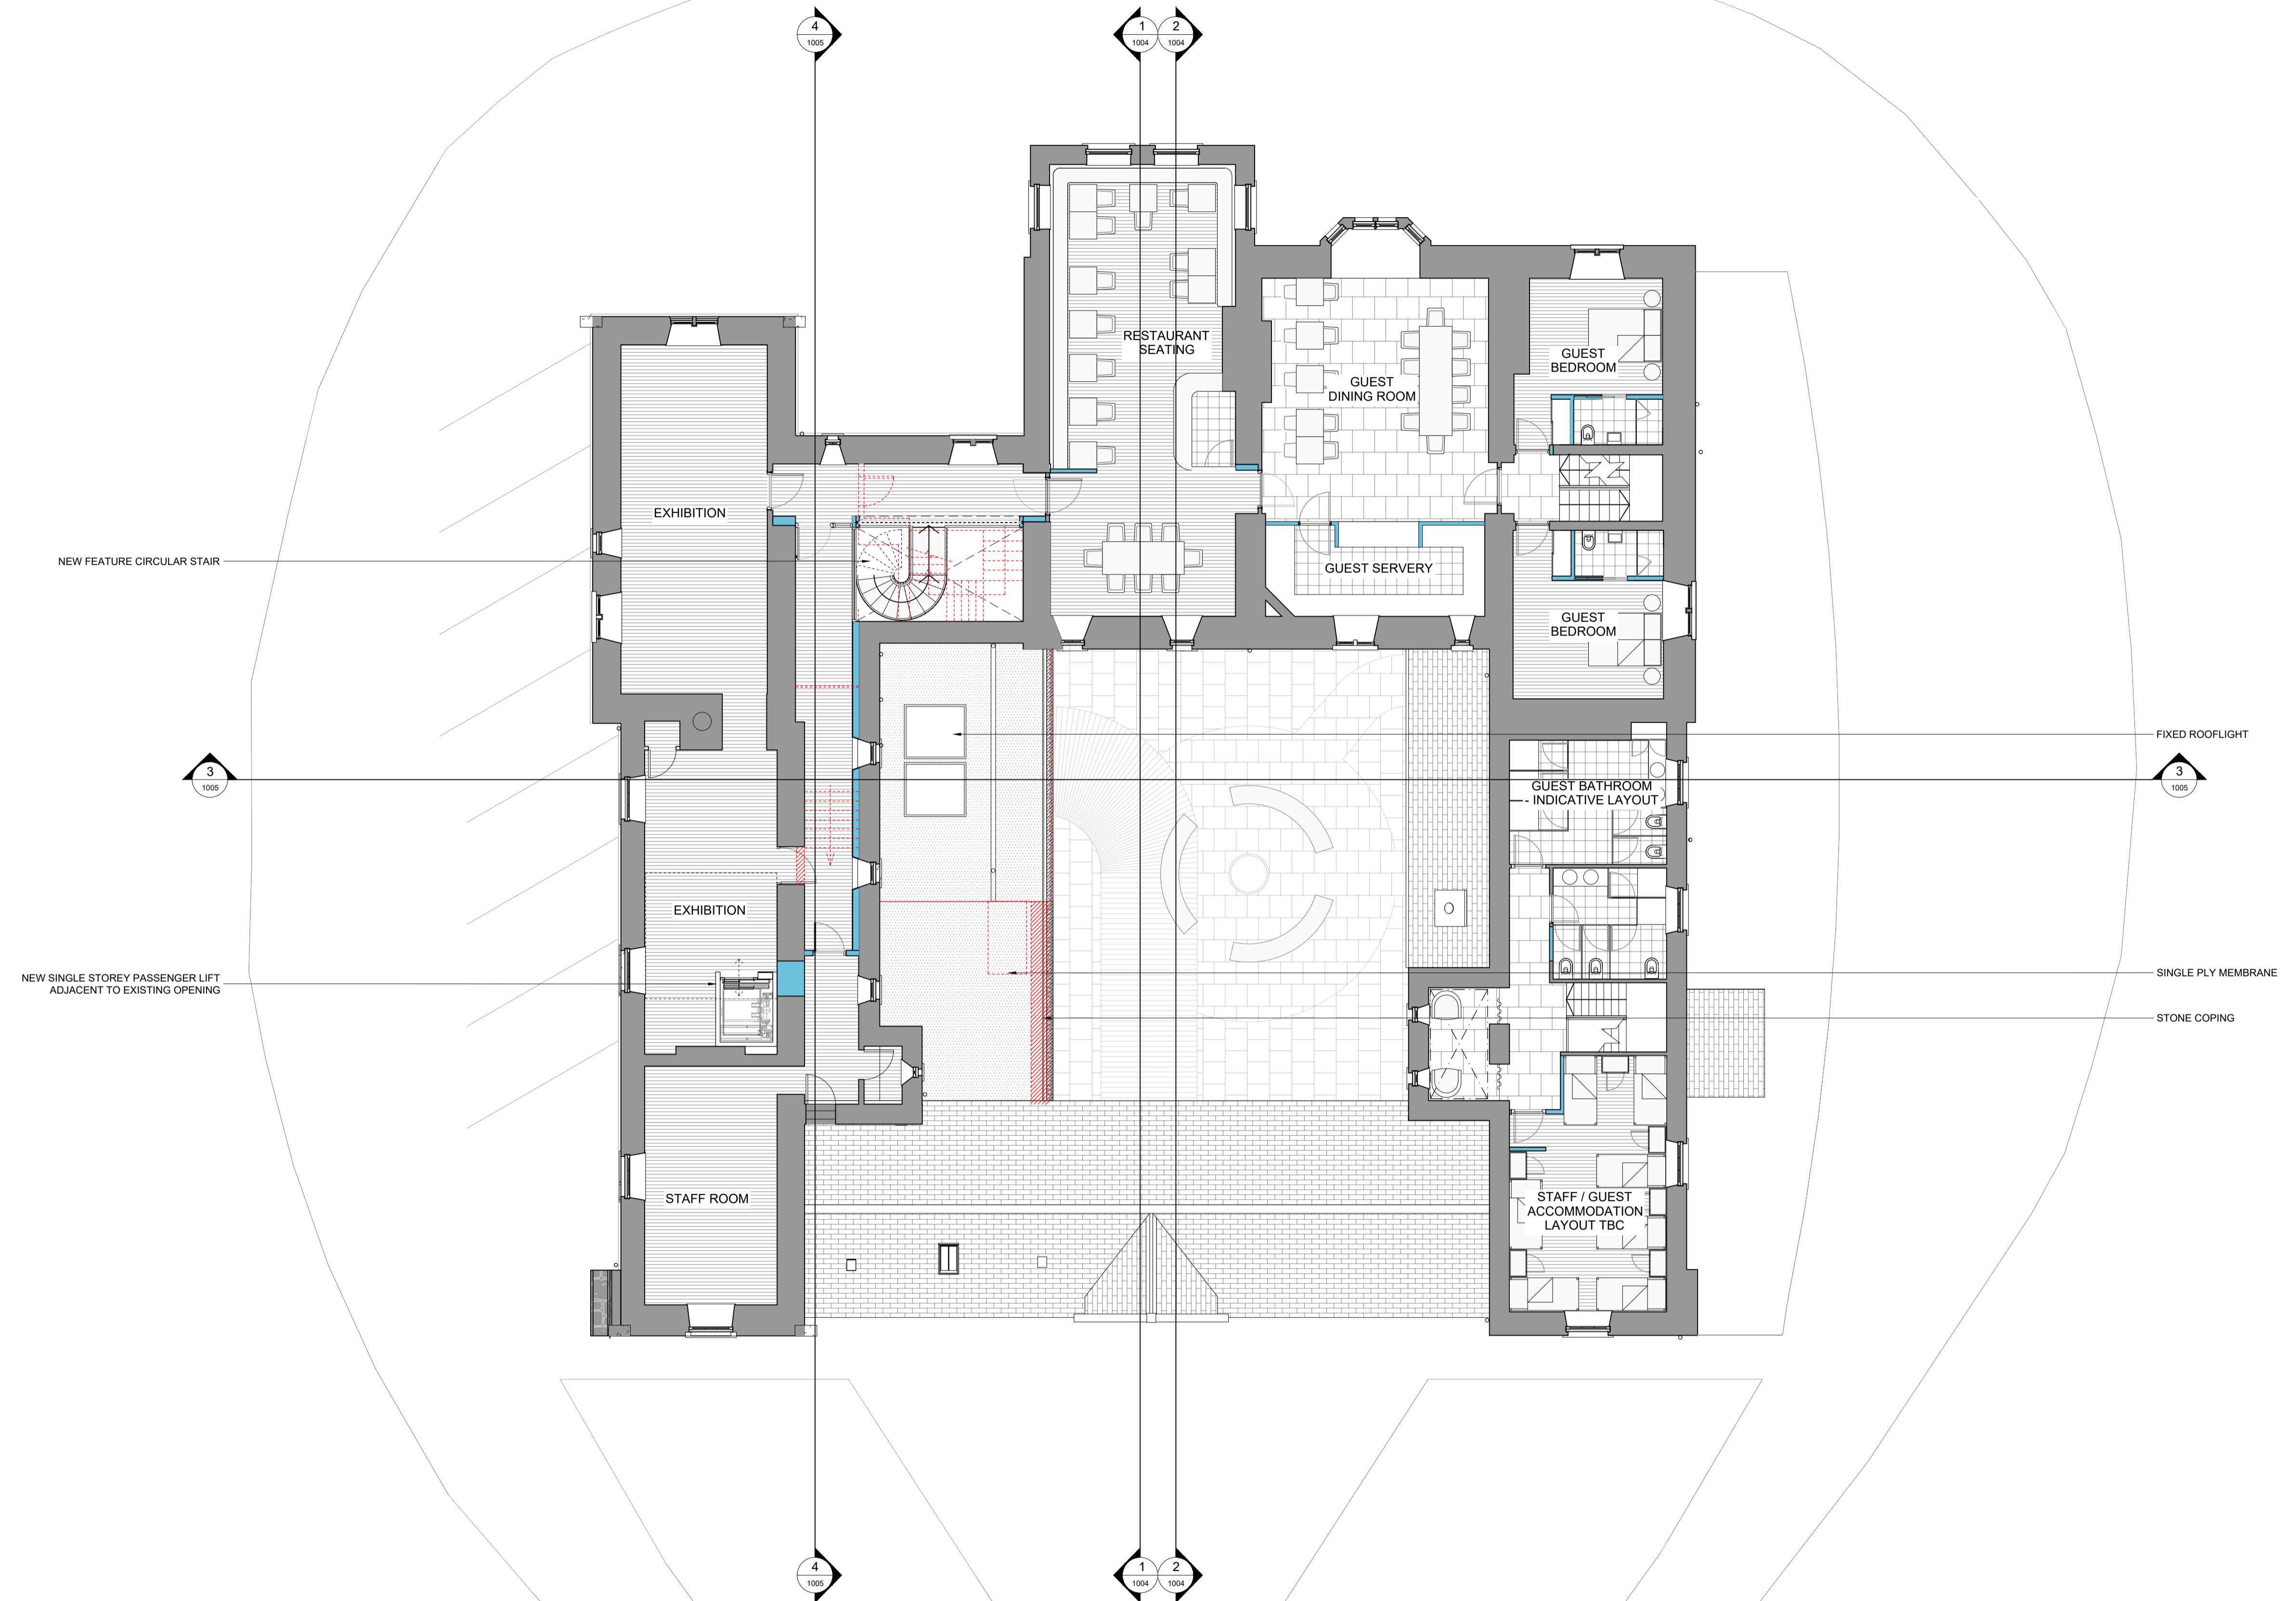 4
1005
1
1004
2
1004
RESTAURANT
SEATING
GUEST
DINING ROOM
GUEST
BEDROOM
EXHIBITION
NEW FEATURE CIRCULAR STAIR
GUEST SERVERY
GUEST
BEDROOM
FIXED ROOFLIGHT
3
1005
3
1005
GUEST BATHROOM
- INDICATIVE LAYOUT
EXHIBITION
NEW SINGLE STOREY PASSENGER LIFT
ADJACENT TO EXISTING OPENING
SINGLE PLY MEMBRANE
STONE COPING
STAFF ROOM
STAFF / GUEST
ACCOMMODATION
LAYOUT TBC
4
1005
1
1004
2
1004